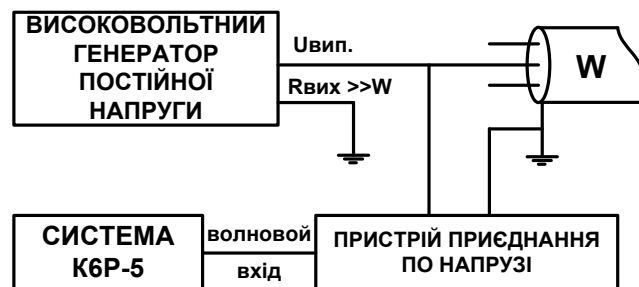 ВИСОКОВОЛЬТНИЙ
ГЕНЕРАТОР
ПОСТІЙНОЇ
НАПРУГИ
Uвип.
Rвих >>W
W
СИСТЕМА
К6Р-5
волновой
вхід
ПРИСТРІЙ ПРИЄДНАННЯ
ПО НАПРУЗІ